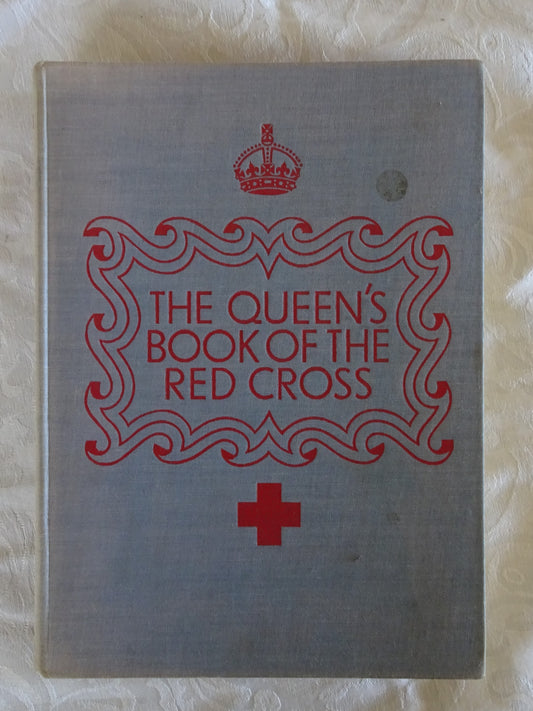 THE QUEEN'S
BOOK OF THE
RED CROSS